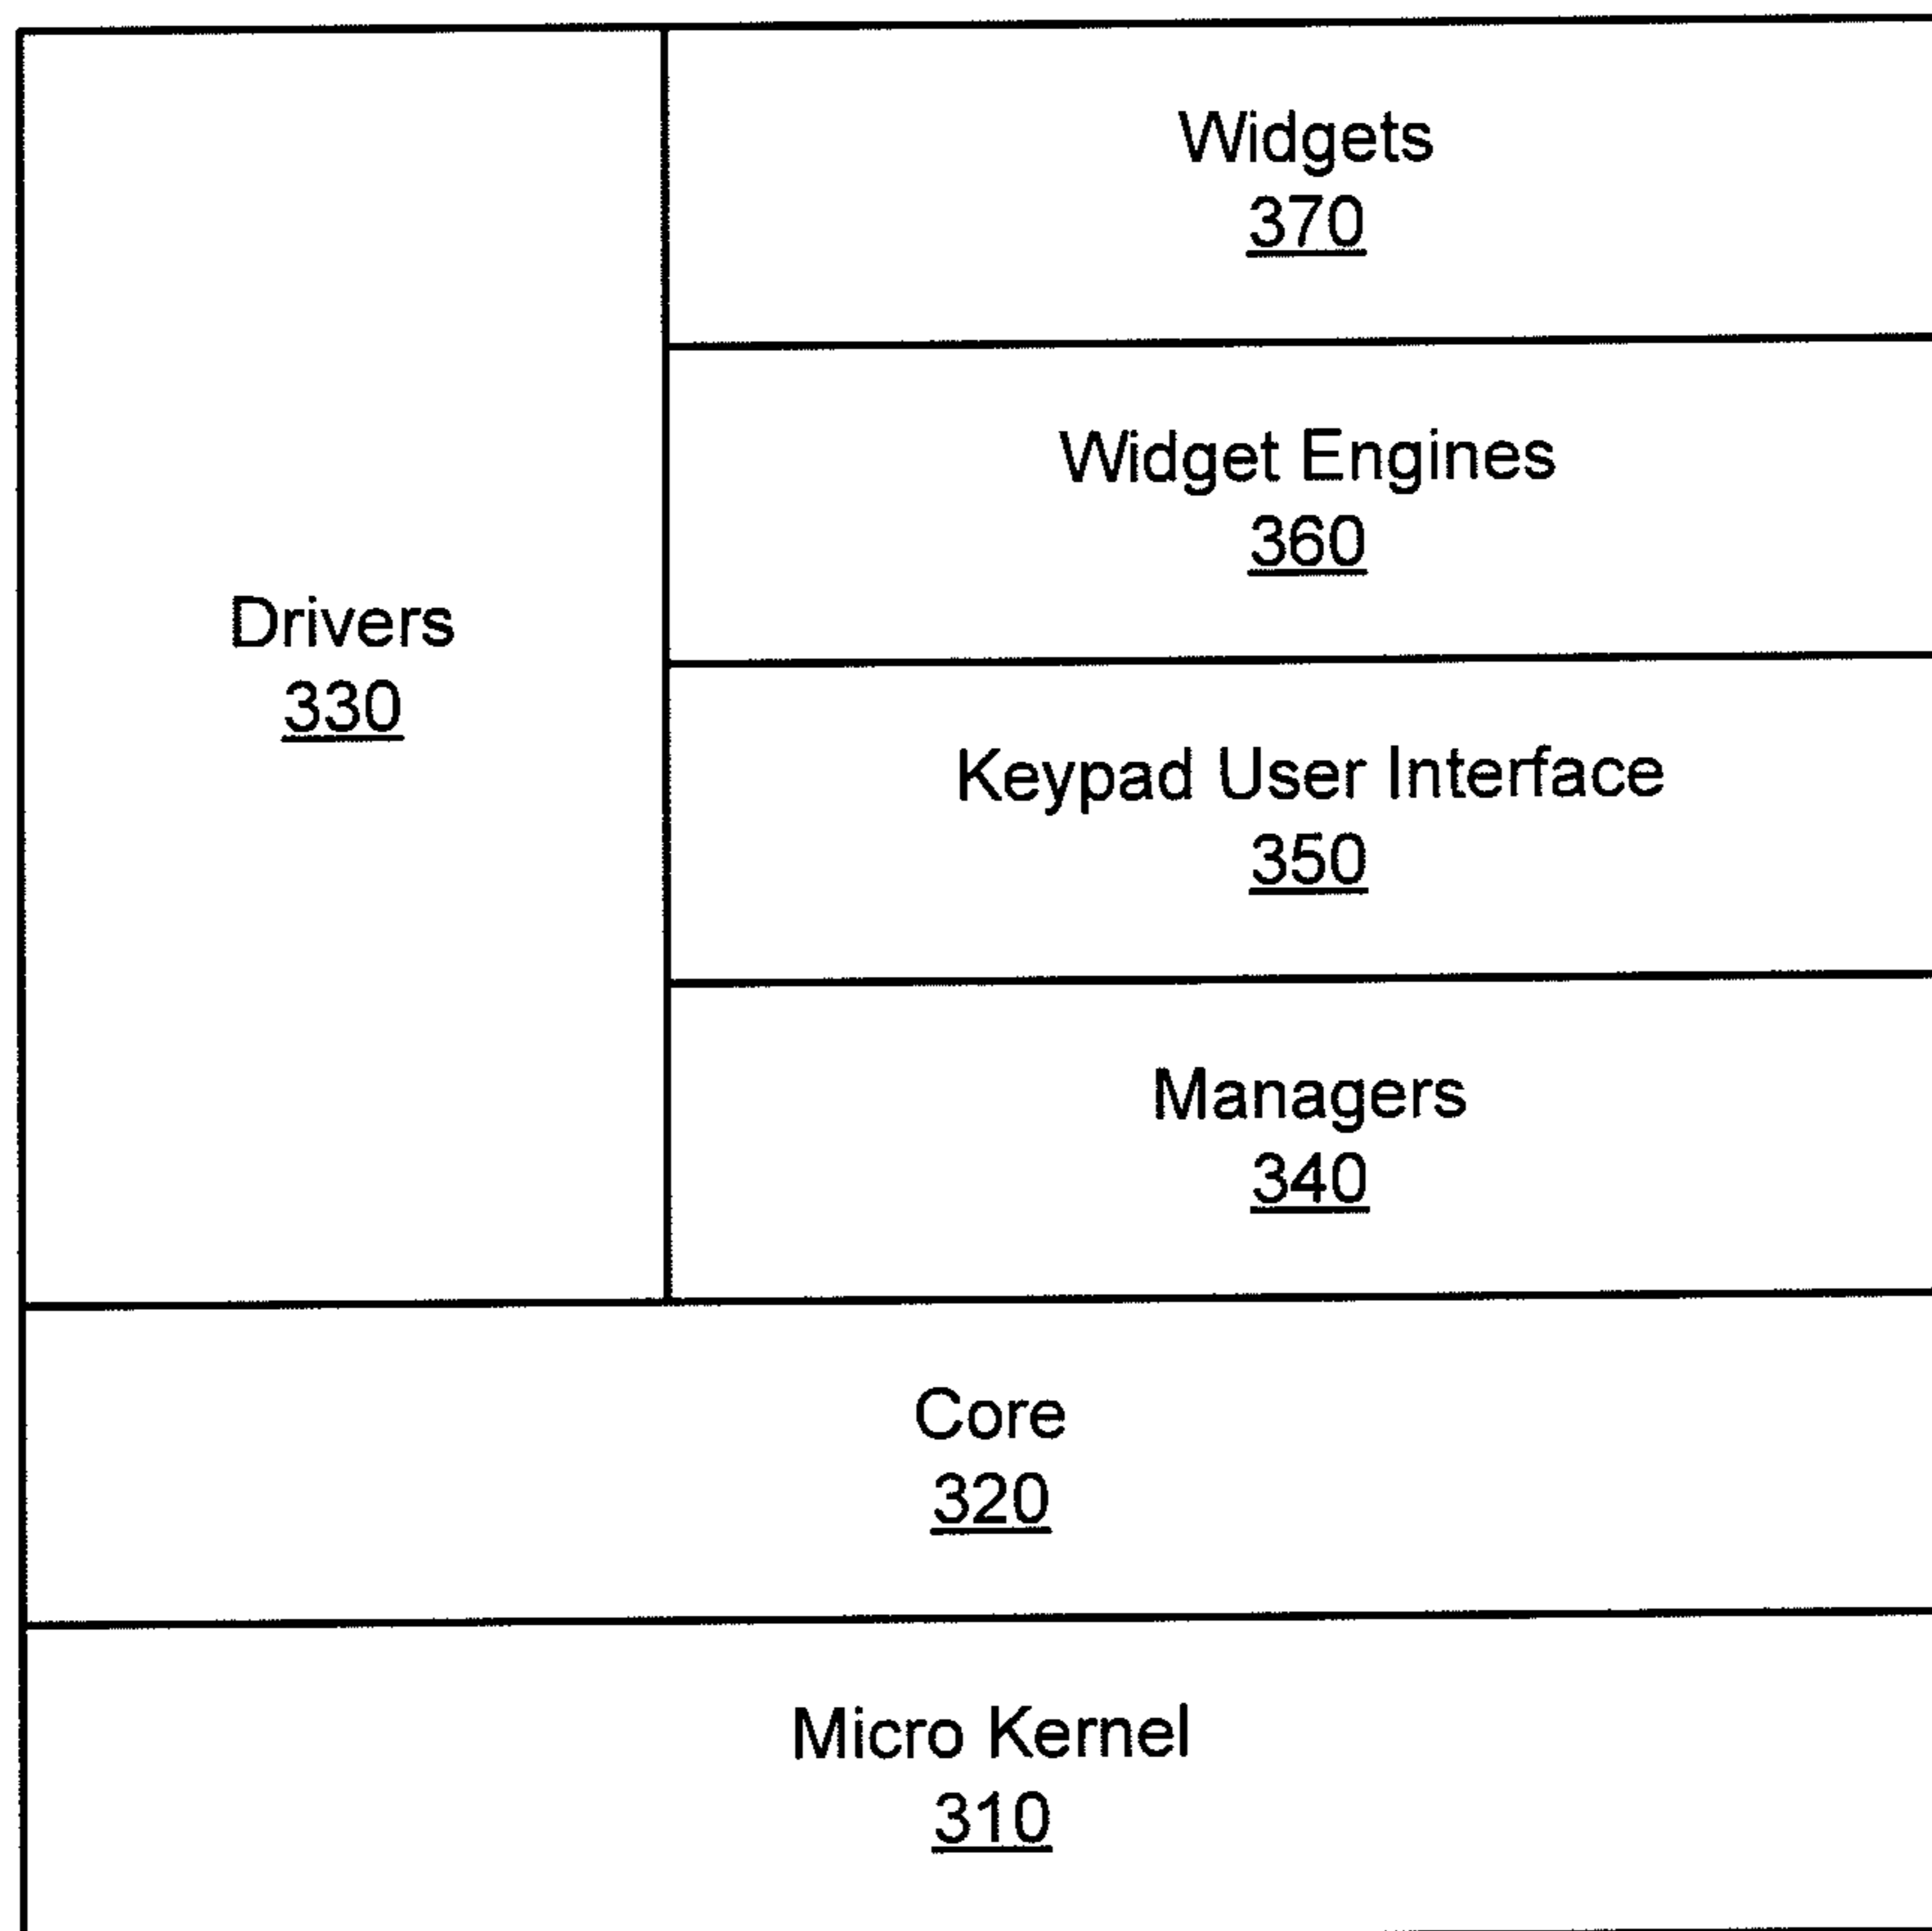 Widgets
370
Widget Engines
360
Drivers
330
Keypad User Interface
350
Managers
340
Core
320
Micro Kernel
310